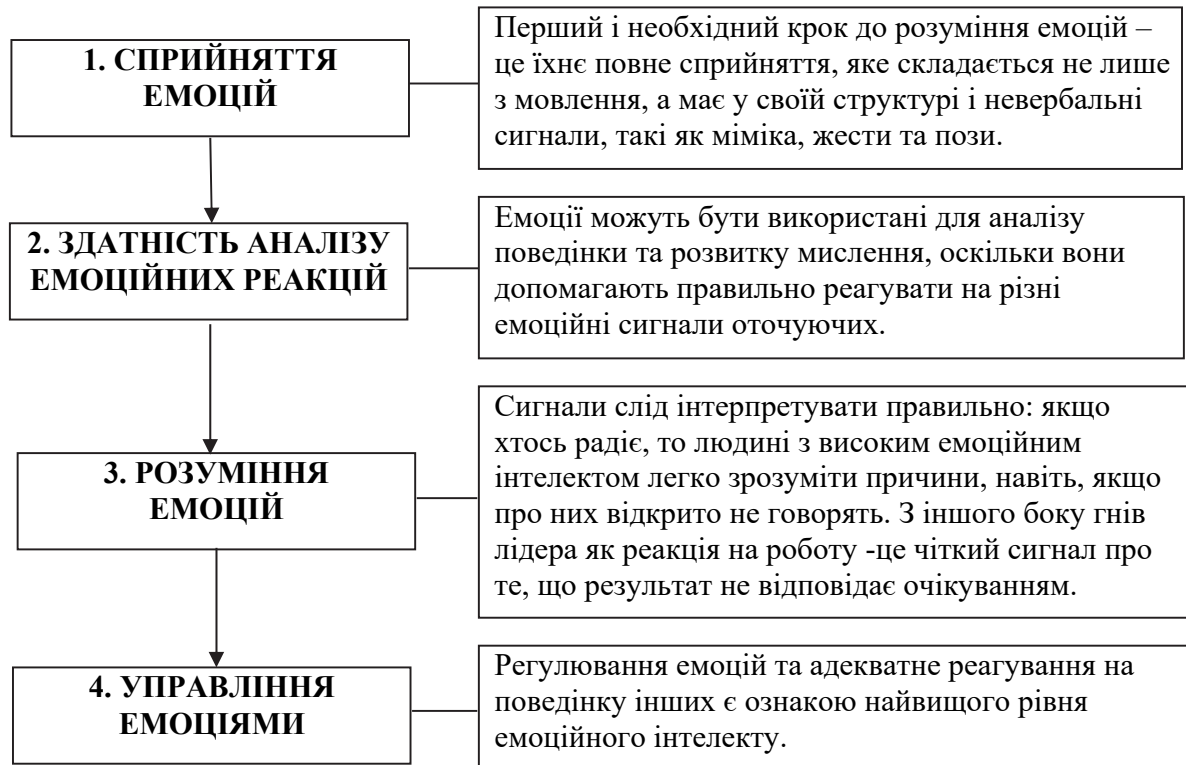 1. СПРИЙНЯТТЯ
ЕМОЦІЙ
Перший і необхідний крок до розуміння емоцій –
це їхнє повне сприйняття, яке складається не лише
з мовлення, а має у своїй структурі і невербальні
сигнали, такі як міміка, жести та пози.
2. ЗДАТНІСТЬ АНАЛІЗУ
ЕМОЦІЙНИХ РЕАКЦІЙ
Емоції можуть бути використані для аналізу
поведінки та розвитку мислення, оскільки вони
допомагають правильно реагувати на різні
емоційні сигнали оточуючих.
3. РОЗУМІННЯ
ЕМОЦІЙ
Сигнали слід інтерпретувати правильно: якщо
хтось радіє, то людині з високим емоційним
інтелектом легко зрозуміти причини, навіть, якщо
про них відкрито не говорять. З іншого боку гнів
лідера як реакція на роботу -це чіткий сигнал про
те, що результат не відповідає очікуванням.
4. УПРАВЛІННЯ
ЕМОЦІЯМИ
Регулювання емоцій та адекватне реагування на
поведінку інших є ознакою найвищого рівня
емоційного інтелекту.